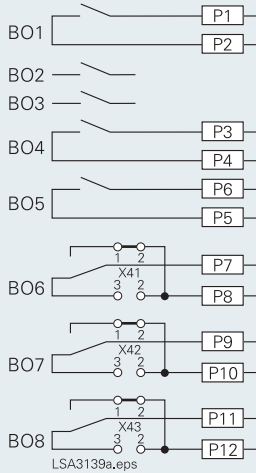 BO1 P1
P2
BO2
BO3
BO4 P3
P4
BO5 P6
P5
1 2
X41
BO6 3 2 P7
P8
1 2
X42
BO7 3 2 P9
P10
1 2
X43
BO8 3 2 P11
P12
LSA3139a.eps